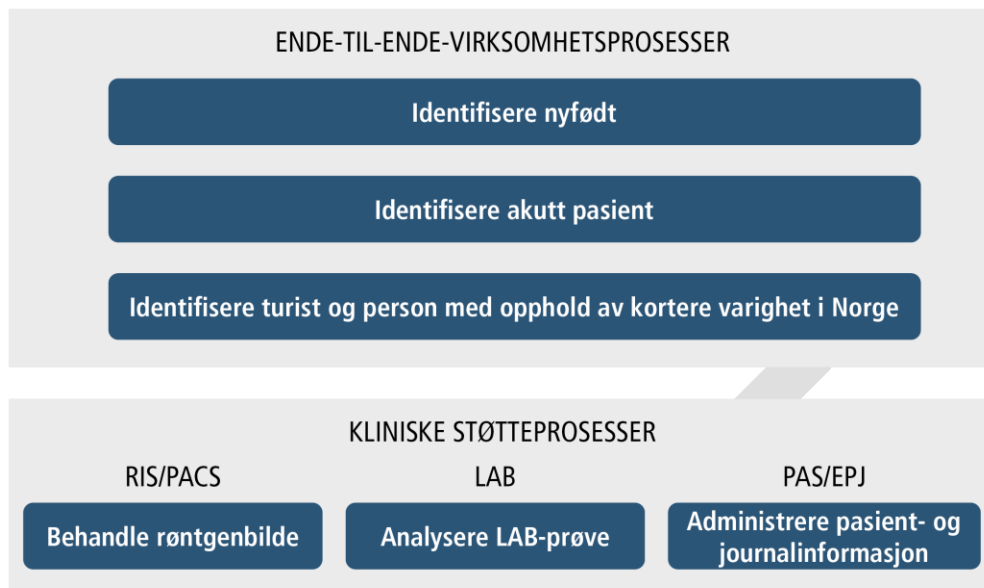 ENDE-TIL-ENDE-VIRKSOMHETSPROSESSER
Identifisere nyfødt
Identifisere akutt pasient
Identifisere turist og person med opphold av kortere varighet i Norge
KLINISKE STØTTEPROSESSER
RIS/PACS
LAB
PAS/EPJ
Behandle røntgenbilde
Analysere LAB-prøve
Administrere pasient- og
journalinformasjon